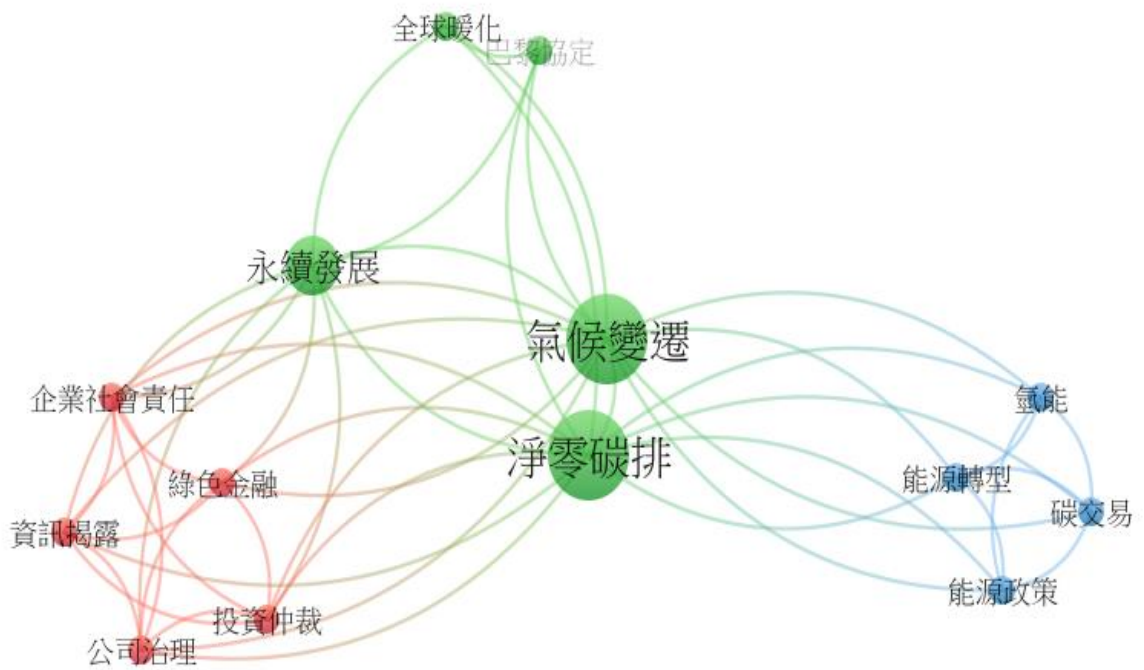 全球暖化
巴黎協定
永續發展
氣候變遷
企業社會責任
氫能
淨零碳排
能源轉型
綠色金融
碳交易
資訊揭露
能源政策
投資仲裁
公司治理